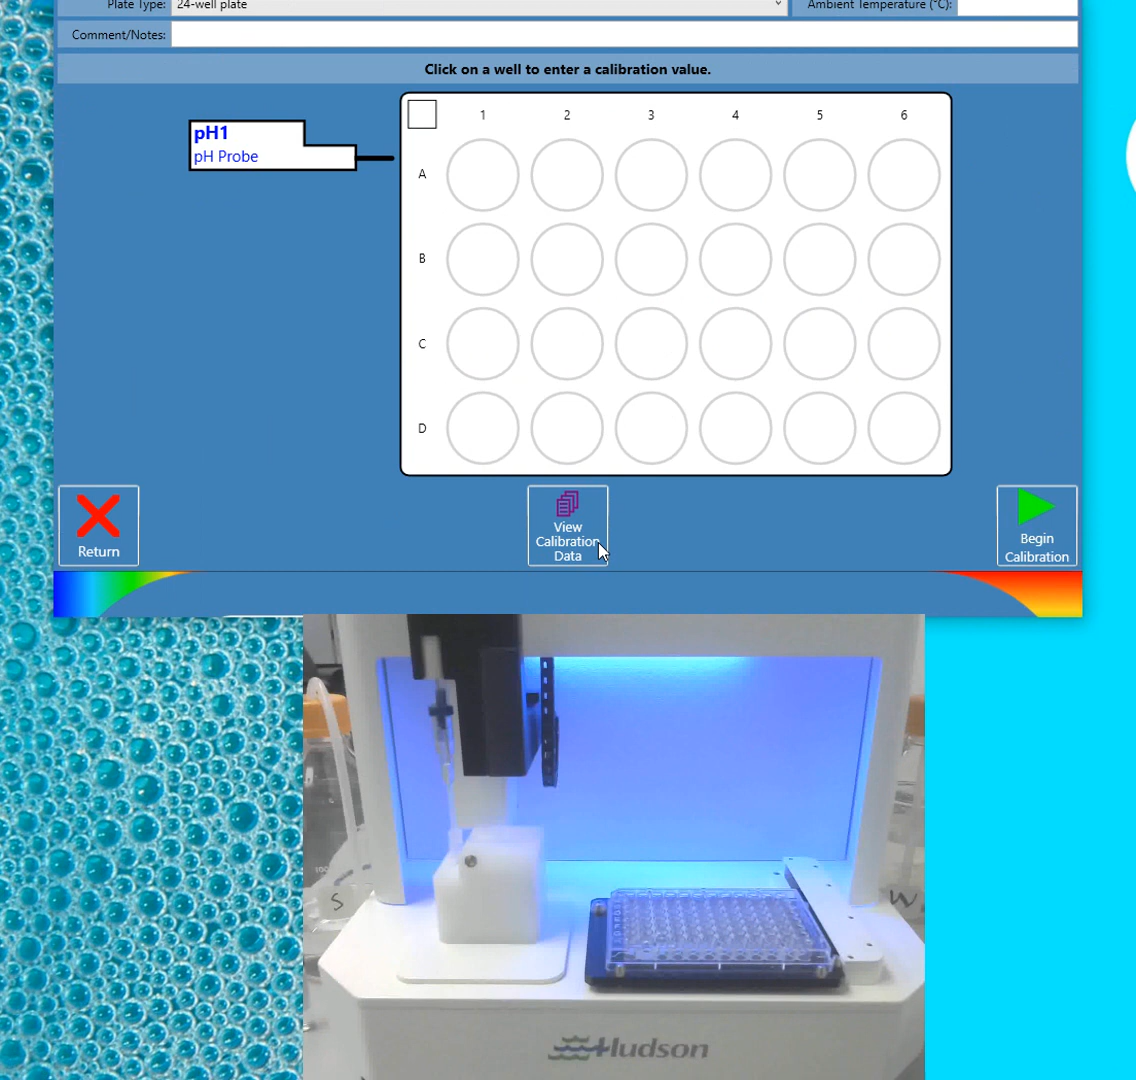 Plate Type: 24-well plate Ambient Temperature (°C):
Comment/Notes:
Click on a well to enter a calibration value.
1 2 3 4 5 6
pH1
pH Probe
A
B
C
D
Return
View
Calibration
Data
Begin
Calibration
S
W
Hudson